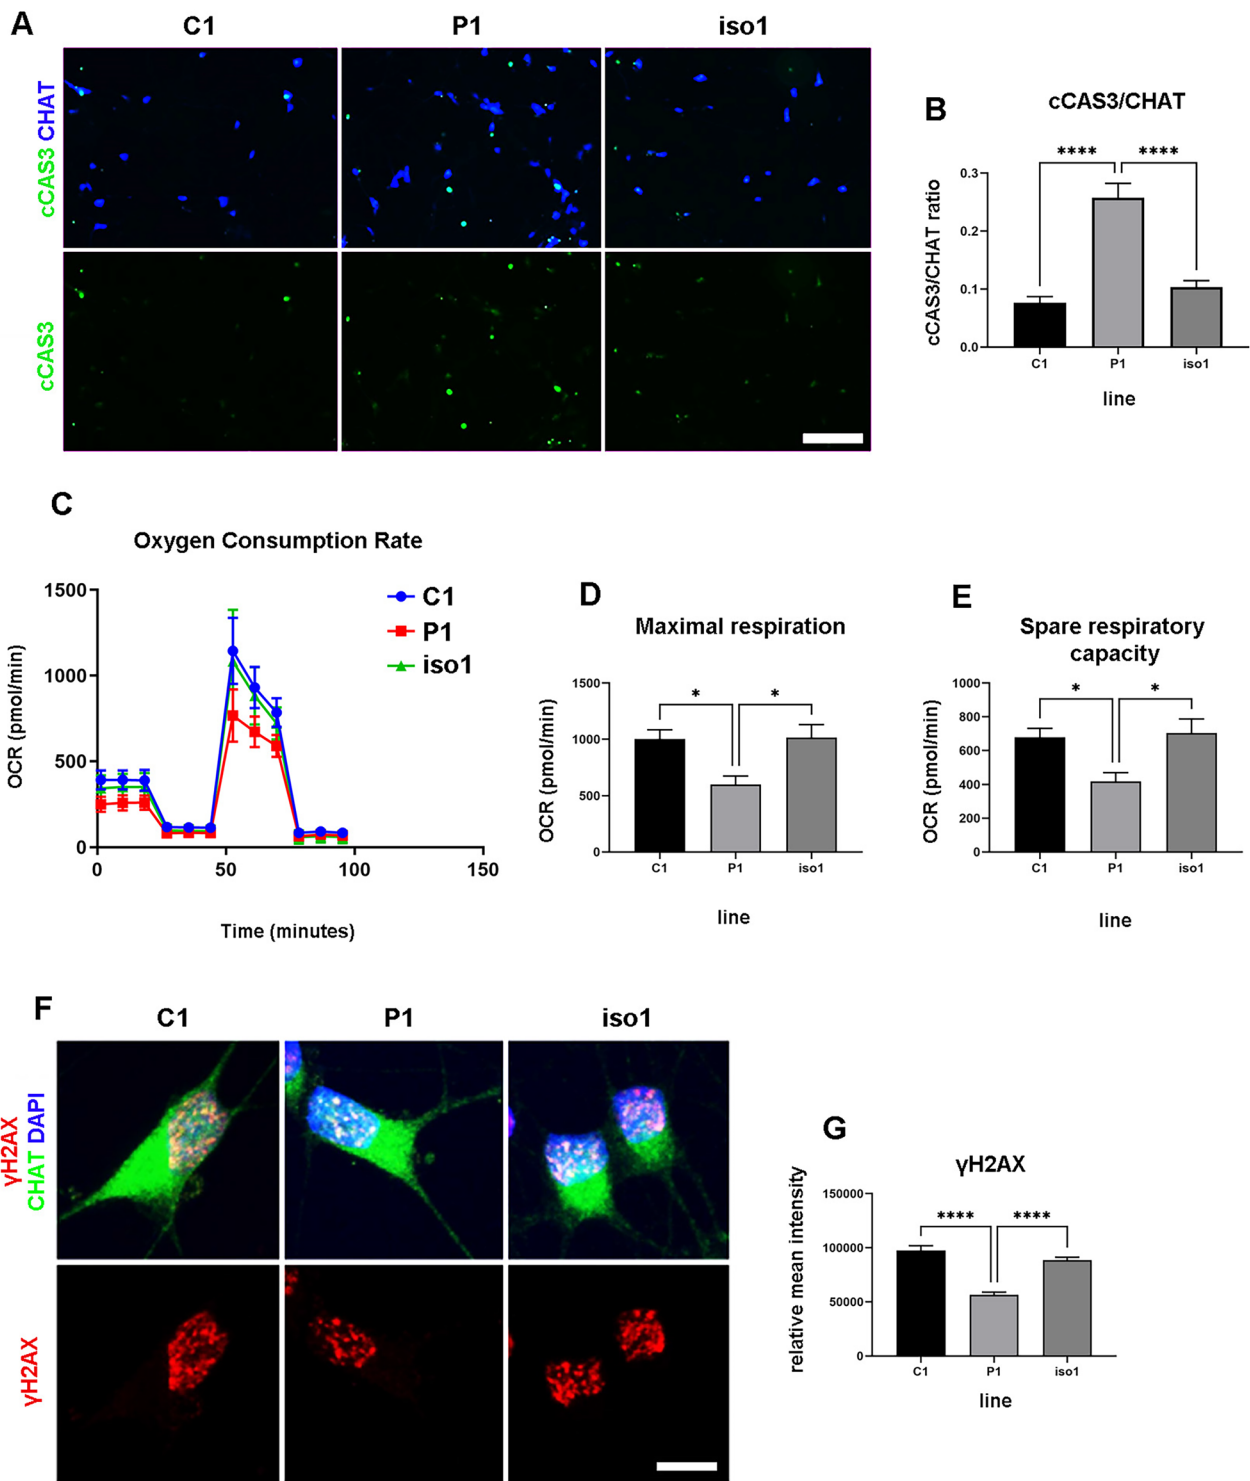 A
C1
P1
iso1
cCAS3 CHAT
cCAS3
B
cCAS3/CHAT
****
****
cCAS3/CHAT ratio
0.3
0.2
0.1
0.0
C1
P1
iso1
line
C
Oxygen Consumption Rate
OCR (pmol/min)
1500
1000
500
0
0
50
100
150
Time (minutes)
C1
P1
iso1
D
Maximal respiration
*
*
OCR (pmol/min)
1500
1000
500
0
C1
P1
iso1
line
E
Spare respiratory
capacity
*
*
OCR (pmol/min)
1000
800
600
400
200
0
C1
P1
iso1
line
F
C1
P1
iso1
γH2AX
CHAT DAPI
γH2AX
G
γH2AX
****
****
relative mean intensity
150000
100000
50000
0
C1
P1
iso1
line